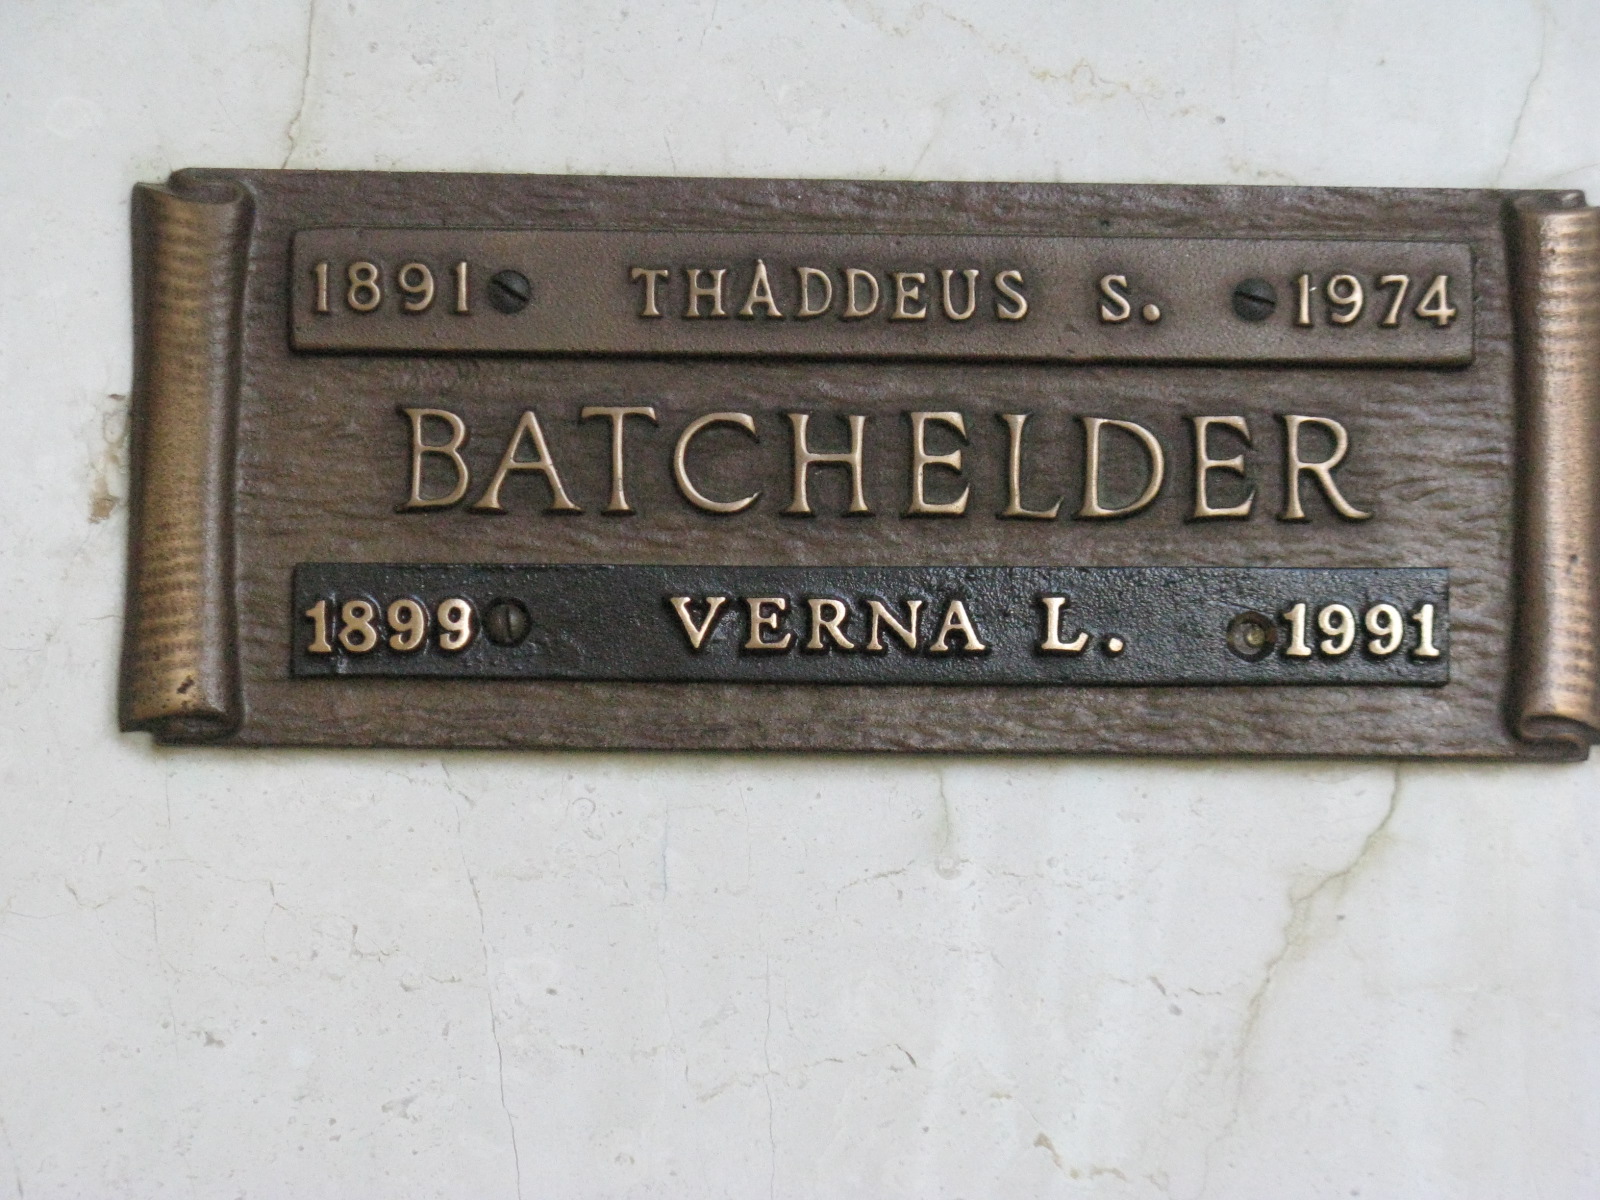 1891 THADDEUS S. 1974
BATCHELDER
1899 VERNA L. 1991